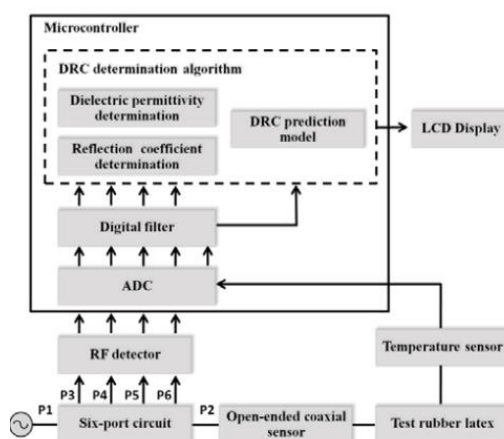 Microcontroller
DRC determination algorithm
Dielectric permittivity
determination
DRC prediction
model
LCD Display
Reflection coefficient
determination
Digital filter
ADC
RF detector
Temperature sensor
P3
P4
P5
P6
P1
Six-port circuit
P2
Open-ended coaxial
sensor
Test rubber latex